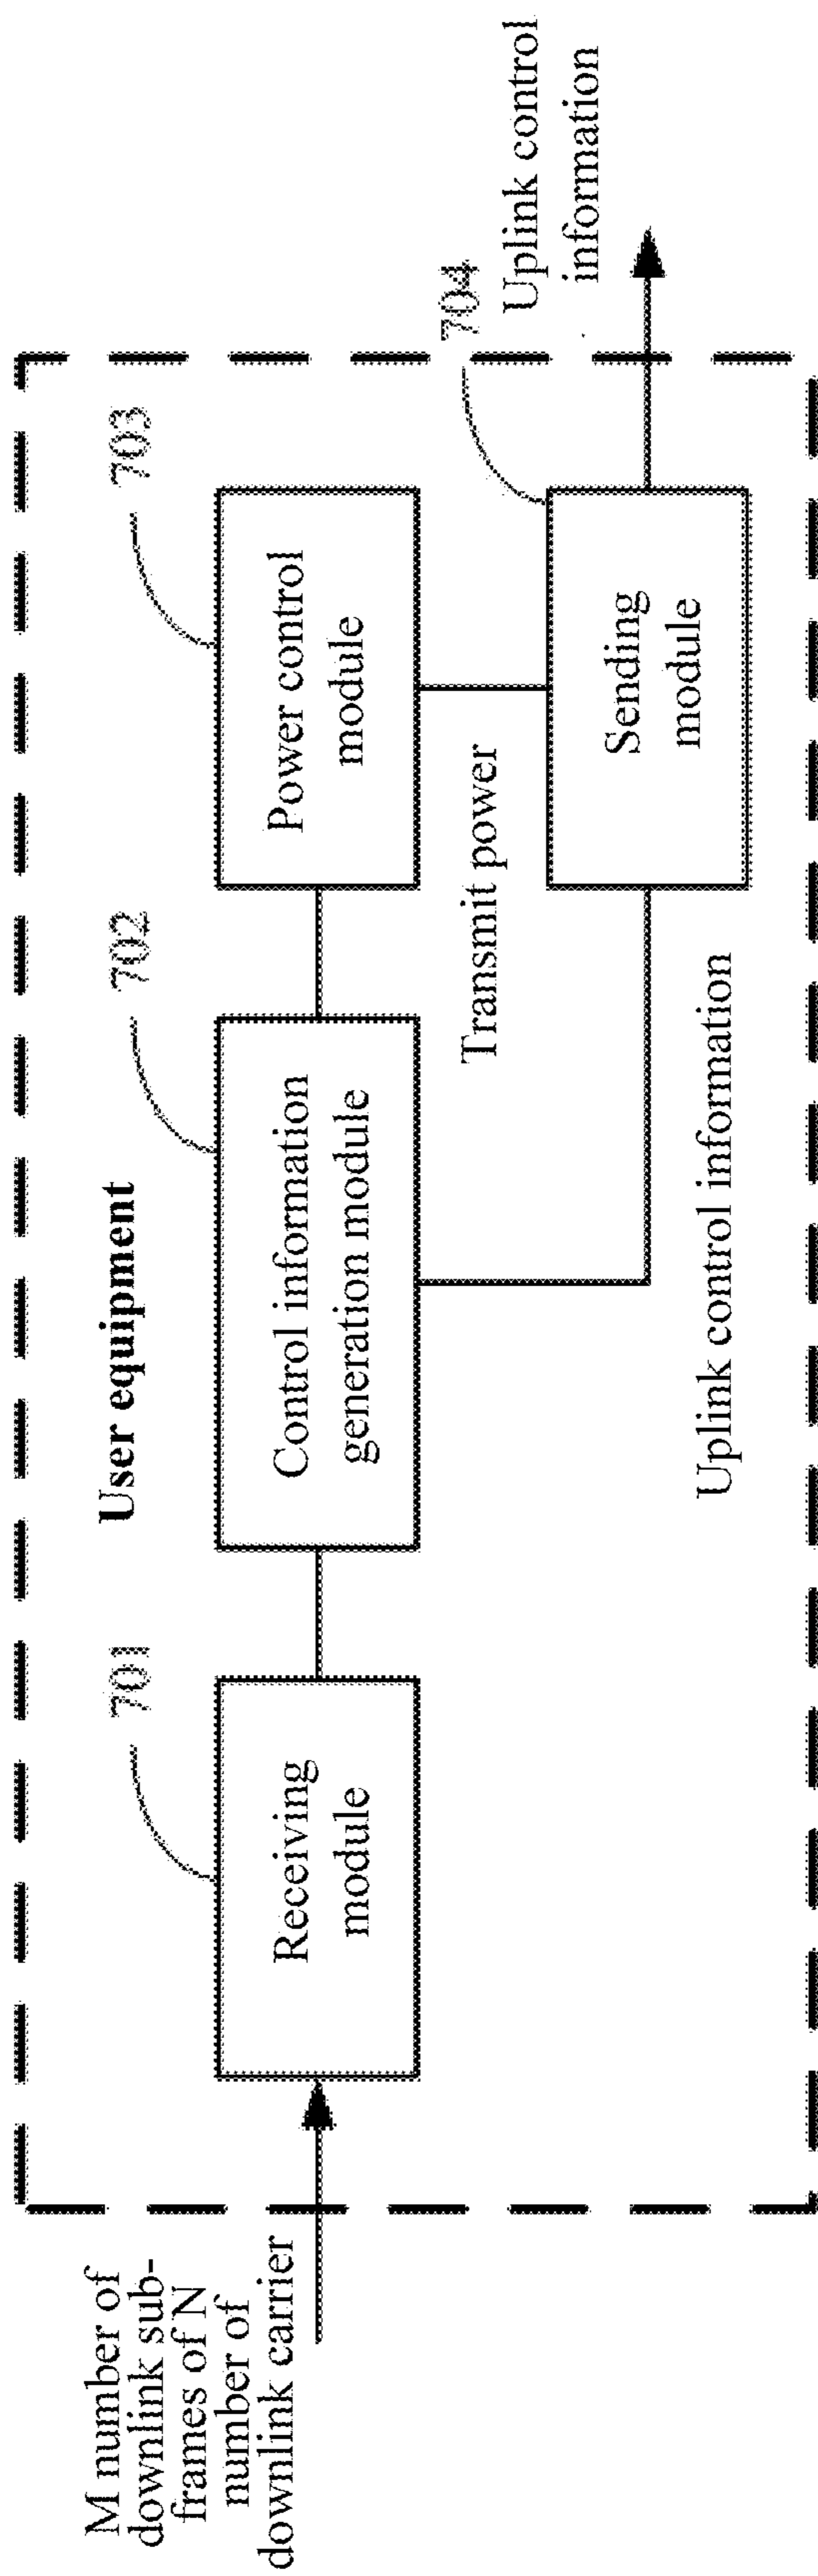 User equipment
M number of
downlink sub-
frames of N
number of
downlink carrier
701
Receiving
module
702
Control information
generation module
703
Power control
module
Transmit power
704
Sending
module
Uplink control information
Uplink control
information